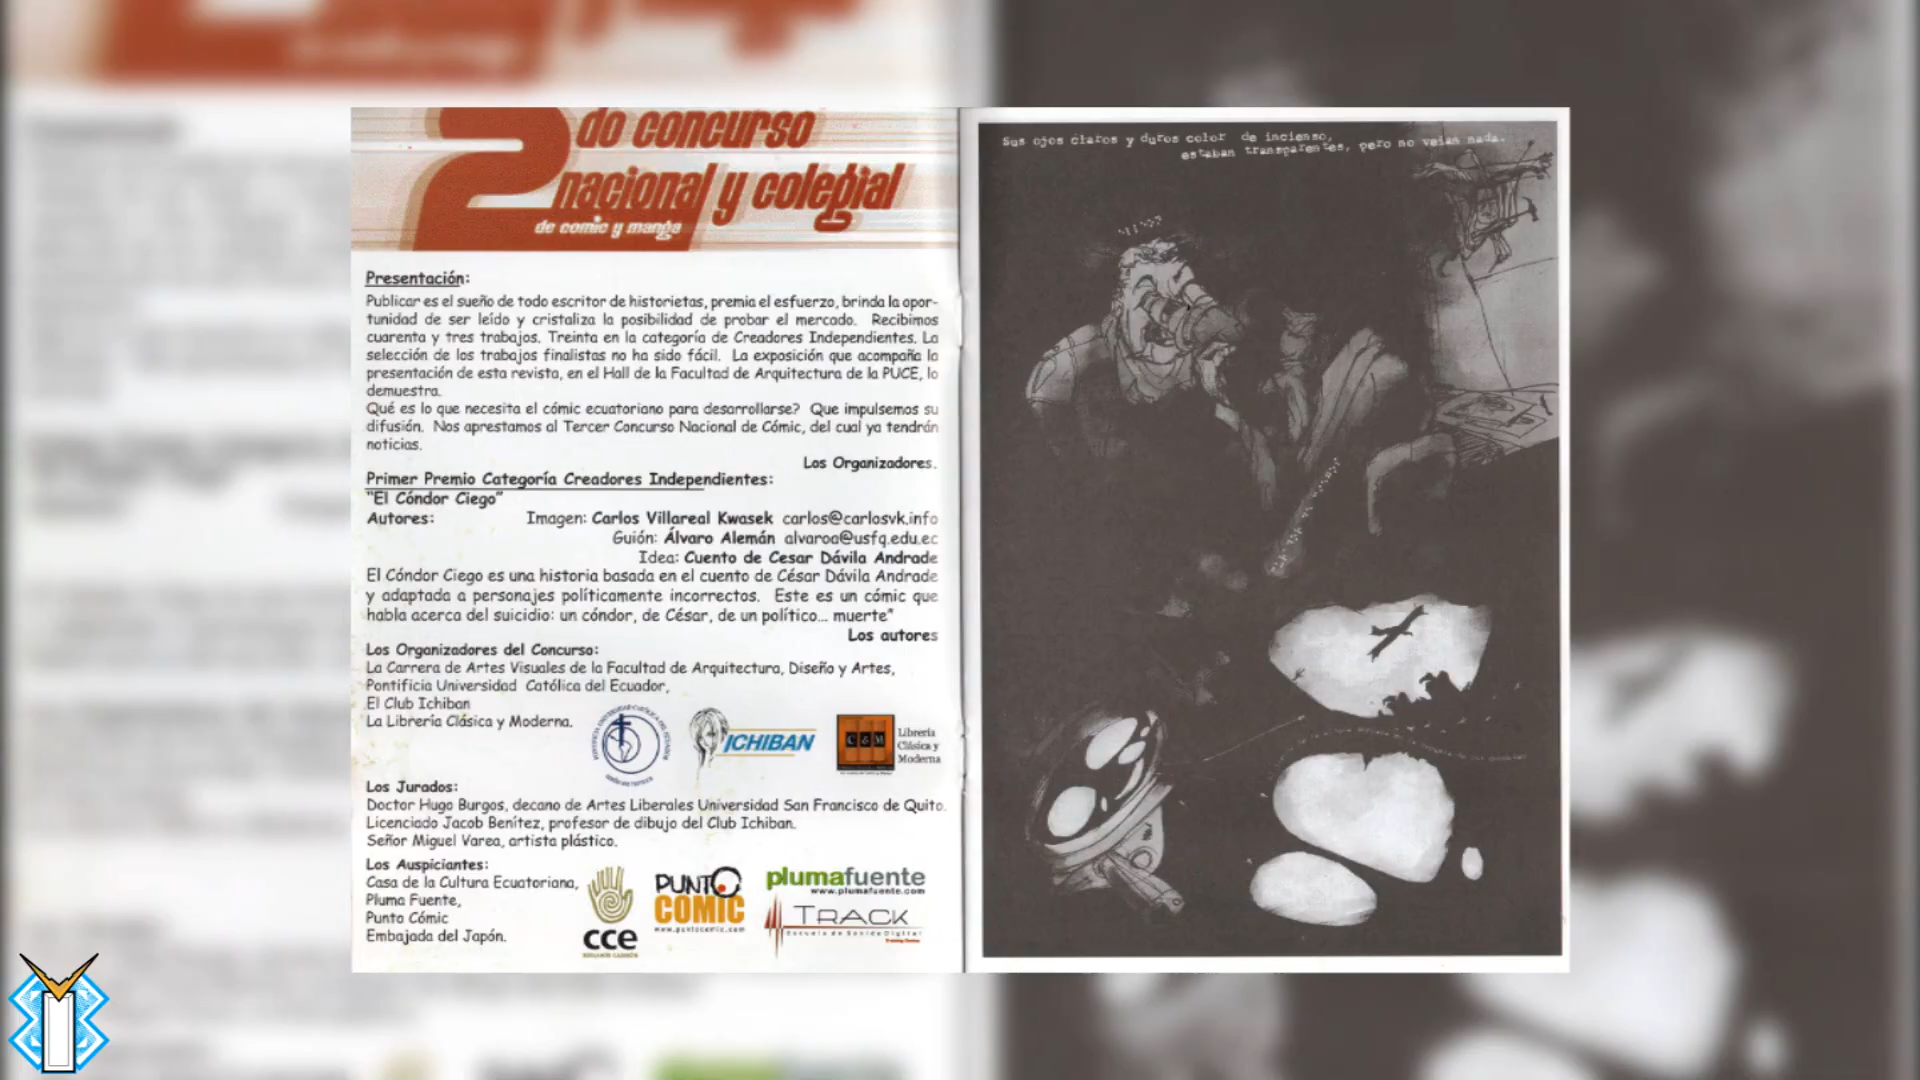 2do concurso
nacional y colegial
de comic y manga
Presentación:
Publicar es el sueño de todo escritor de historietas, premia el esfuerzo, brinda la opor-
tunidad de ser leído y cristaliza la posibilidad de probar el mercado. Recibimos
cuarenta y tres trabajos. Treinta en la categoría de Creadores Independientes. La
selección de los trabajos finalistas no ha sido fácil. La exposición que acompaña la
presentación de esta revista, en el Hall de la Facultad de Arquitectura de la PUCE, lo
demuestra.
Qué es lo que necesita el cómic ecuatoriano para desarrollarse? Que impulsemos su
difusión. Nos aprestamos al Tercer Concurso Nacional de Cómic, del cual ya tendrán
noticias.
Los Organizadores.
Primer Premio Categoría Creadores Independientes:
"El Cóndor Ciego"
Autores: Imagen: Carlos Villareal Kwasek carlos@carlosvk.info
Guión: Álvaro Alemán alvaroa@usfq.edu.ec
Idea: Cuento de Cesar Dávila Andrade
El Cóndor Ciego es una historia basada en el cuento de César Dávila Andrade
y adaptada a personajes políticamente incorrectos. Este es un cómic que
habla acerca del suicidio: un cóndor, de César, de un político... muerte"
Los autores
Los Organizadores del Concurso:
La Carrera de Artes Visuales de la Facultad de Arquitectura, Diseño y Artes,
Pontificia Universidad Católica del Ecuador,
El Club Ichiban
La Librería Clásica y Moderna.
ICHIBAN
C&M
Librería
Clásica y
Moderna
Los Jurados:
Doctor Hugo Burgos, decano de Artes Liberales Universidad San Francisco de Quito.
Licenciado Jacob Benítez, profesor de dibujo del Club Ichiban.
Señor Miguel Varea, artista plástico.
Los Auspiciantes:
Casa de la Cultura Ecuatoriana,
Pluma Fuente,
Punto Cómic
Embajada del Japón.
cce
PUNTO
COMIC
www.puntocomic.com
plumafuente
www.plumafuente.com
TRACK
Escuela de Sonido Digital
Sus ojos claros y duros color de incienso,
estaban transparentes, pero no veían nada.